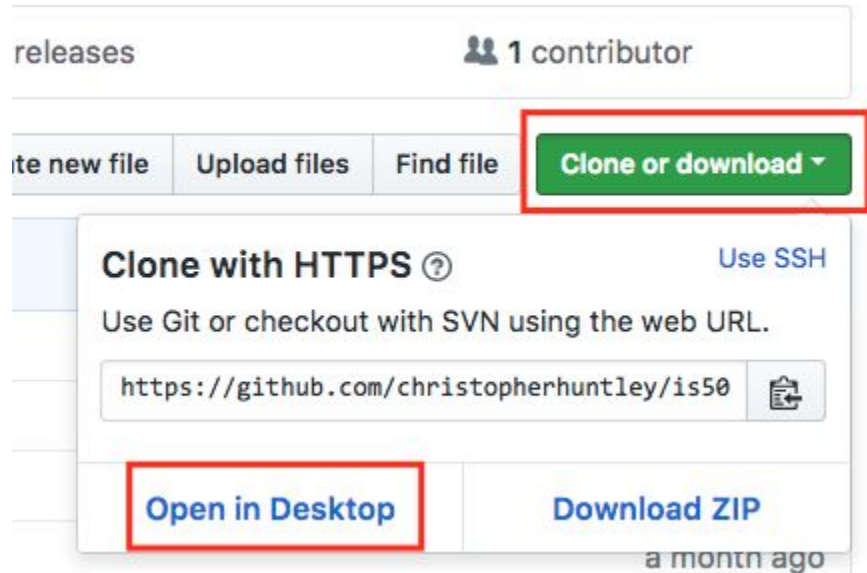 releases
1 contributor
te new file
Upload files
Find file
Clone or download
Clone with HTTPS
Use SSH
Use Git or checkout with SVN using the web URL.
https://github.com/christopherhuntley/is50
Open in Desktop
Download ZIP
a month ago